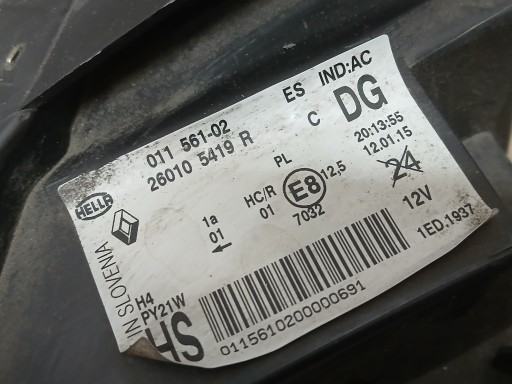 011 561-02 ES IND:AC
26010 5419 R C DG
20:13:55
12.01.15
HELLA
PL
1a HC/R E8 12,5 24
01 01 7032 12V
1ED.1937
IN SLOVENIA
H4
PY21W
HS
0115610200000691